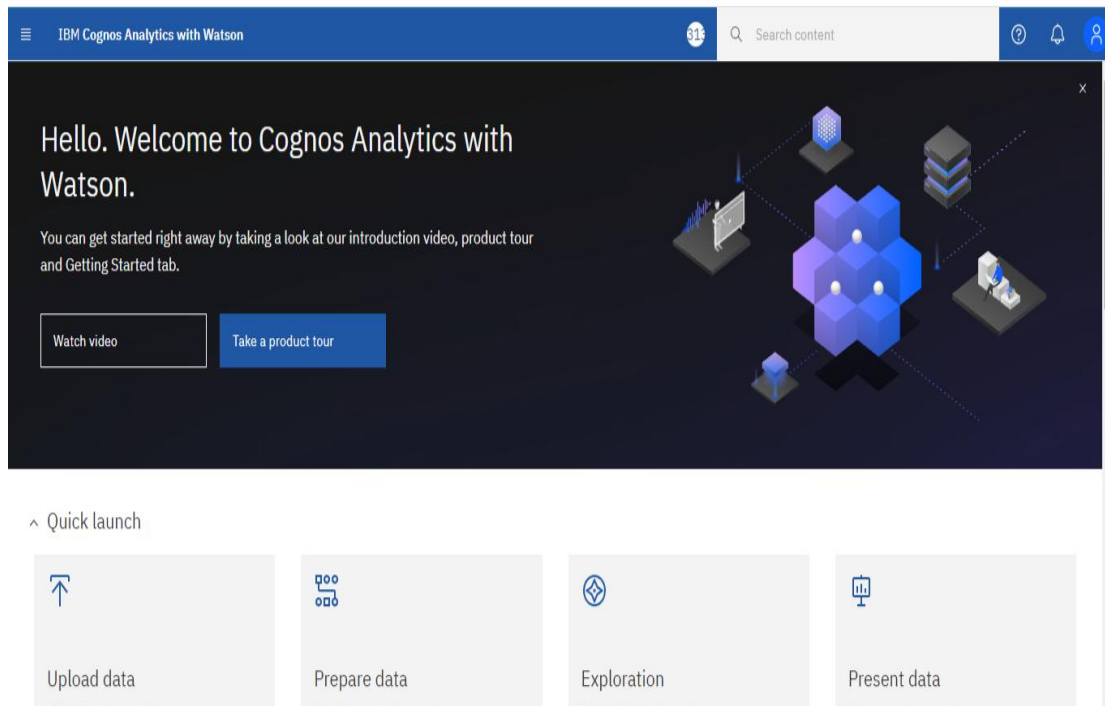 IBM Cognos Analytics with Watson
313
Search content
Hello. Welcome to Cognos Analytics with
Watson.
You can get started right away by taking a look at our introduction video, product tour
and Getting Started tab.
Watch video
Take a product tour
Quick launch
Upload data
Prepare data
Exploration
Present data